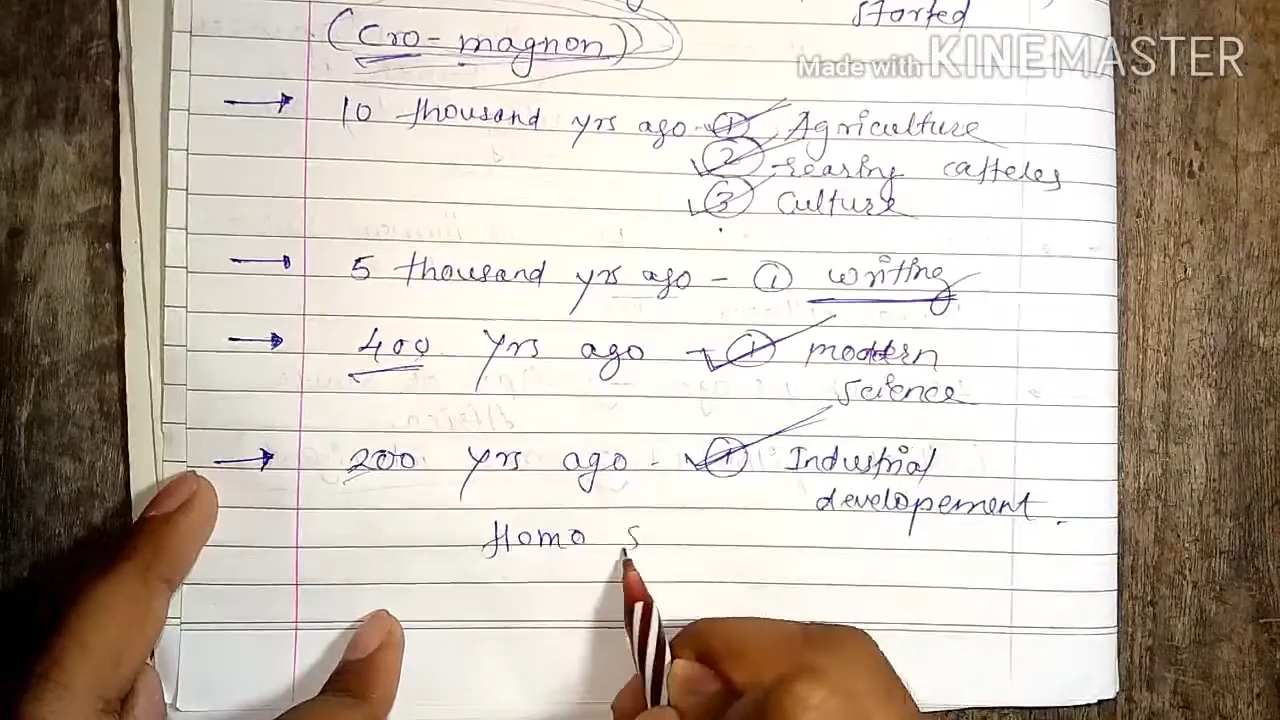 started
(Cro-magnon)
Made with KINEMASTER
→ 10 thousand yrs ago - ① Agriculture
② rearing catteles
③ Culture
→ 5 thousand yrs ago - ① writing
→ 400 yrs ago → ① modern
science
→ 200 yrs ago - ① Industrial
developement.
Homo S